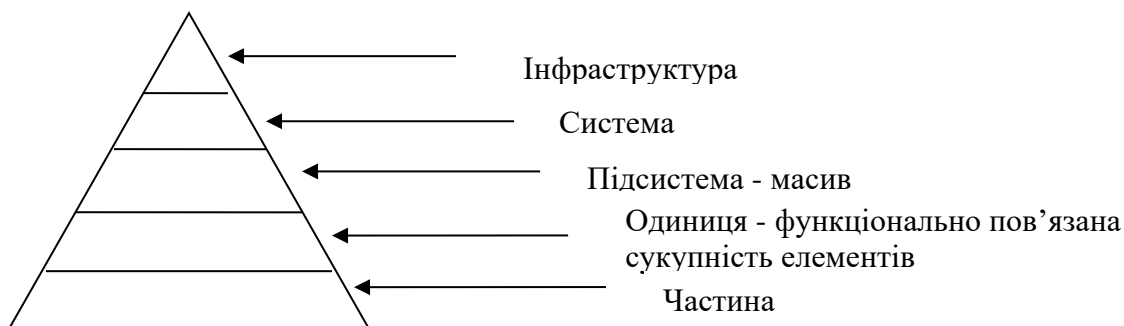 Інфраструктура
Система
Підсистема - масив
Одиниця - функціонально пов’язана
сукупність елементів
Частина